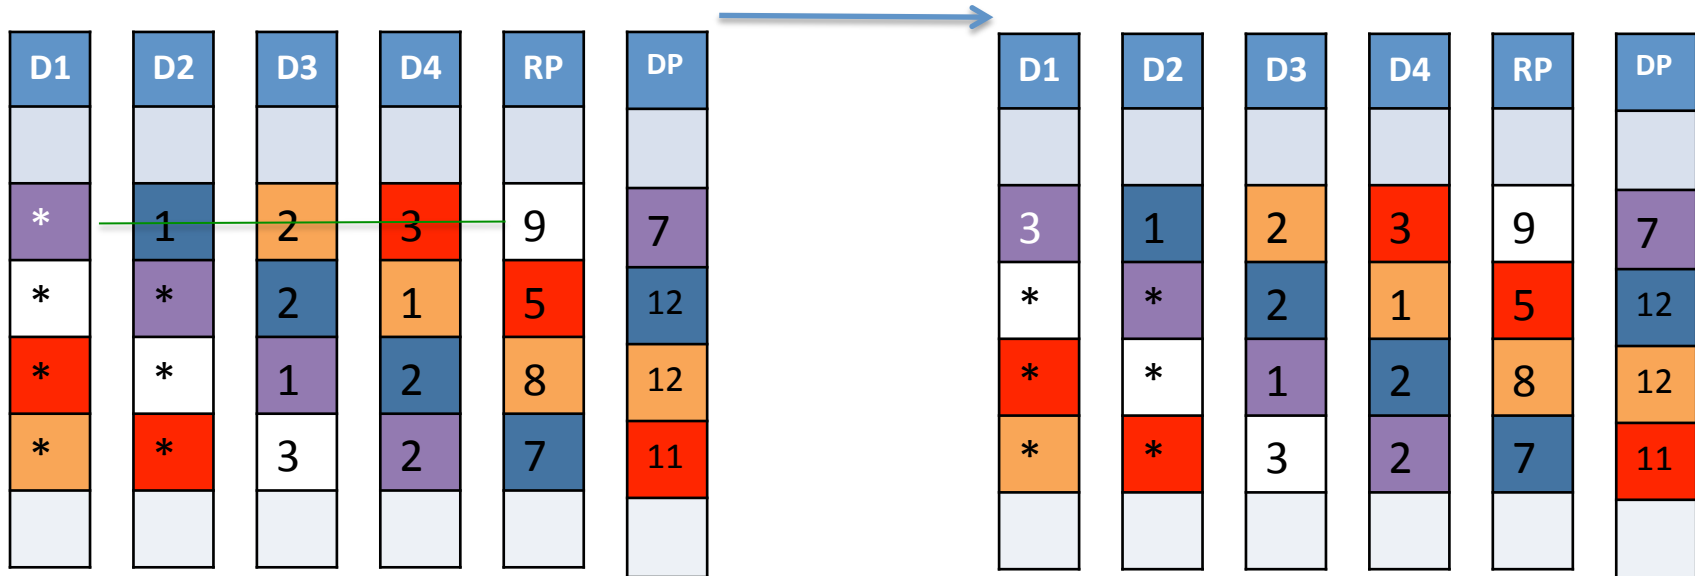 D1 D2 D3 D4 RP DP D1 D2 D3 D4 RP DP
* 1 2 3 9 7 3 1 2 3 9 7
* * 2 1 5 12 * * 2 1 5 12
* * 1 2 8 12 * * 1 2 8 12
* * 3 2 7 11 * * 3 2 7 11